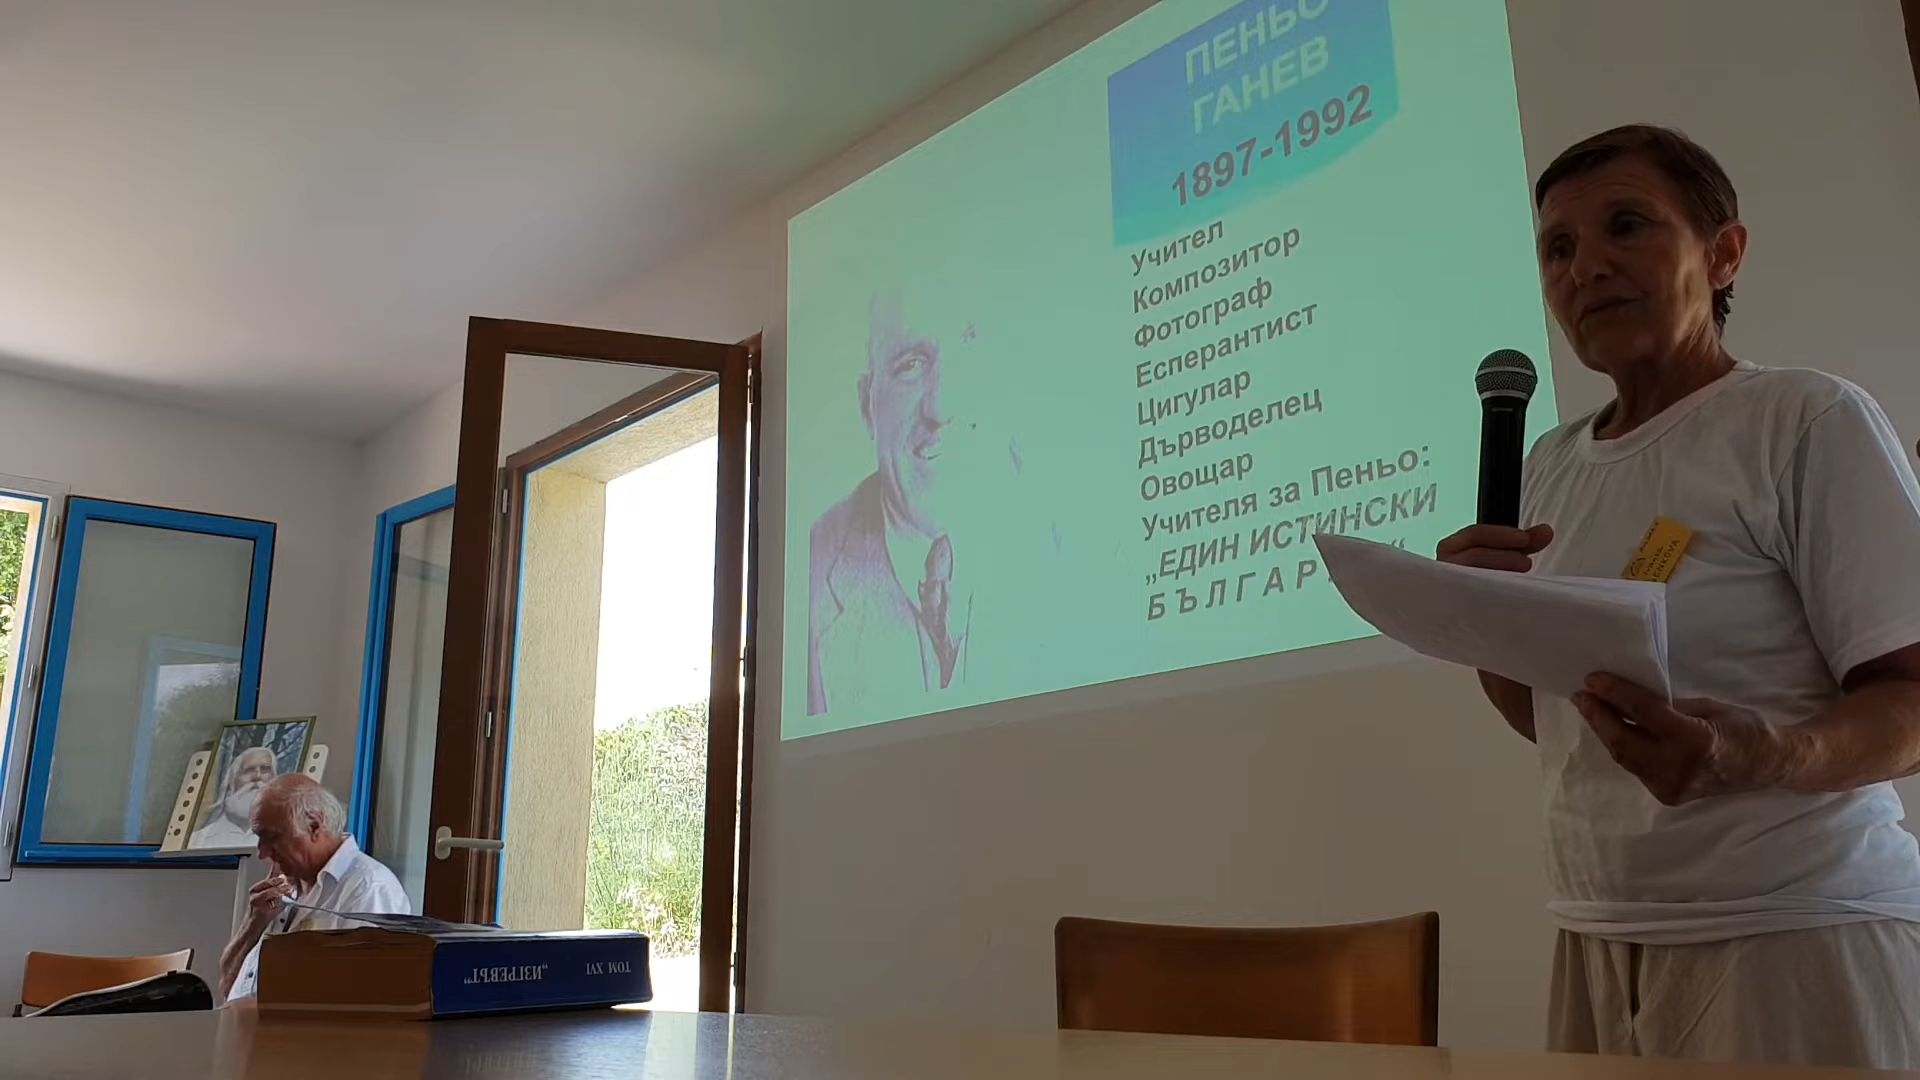 ПЕНЬО
ГАНЕВ
1897-1992
Учител
Композитор
Фотограф
Есперантист
Цигулар
Дърводелец
Овощар
Учителя за Пеньо:
„ЕДИН ИСТИНСКИ
ТОМ XVI „ИЗГРЕВЪТ“